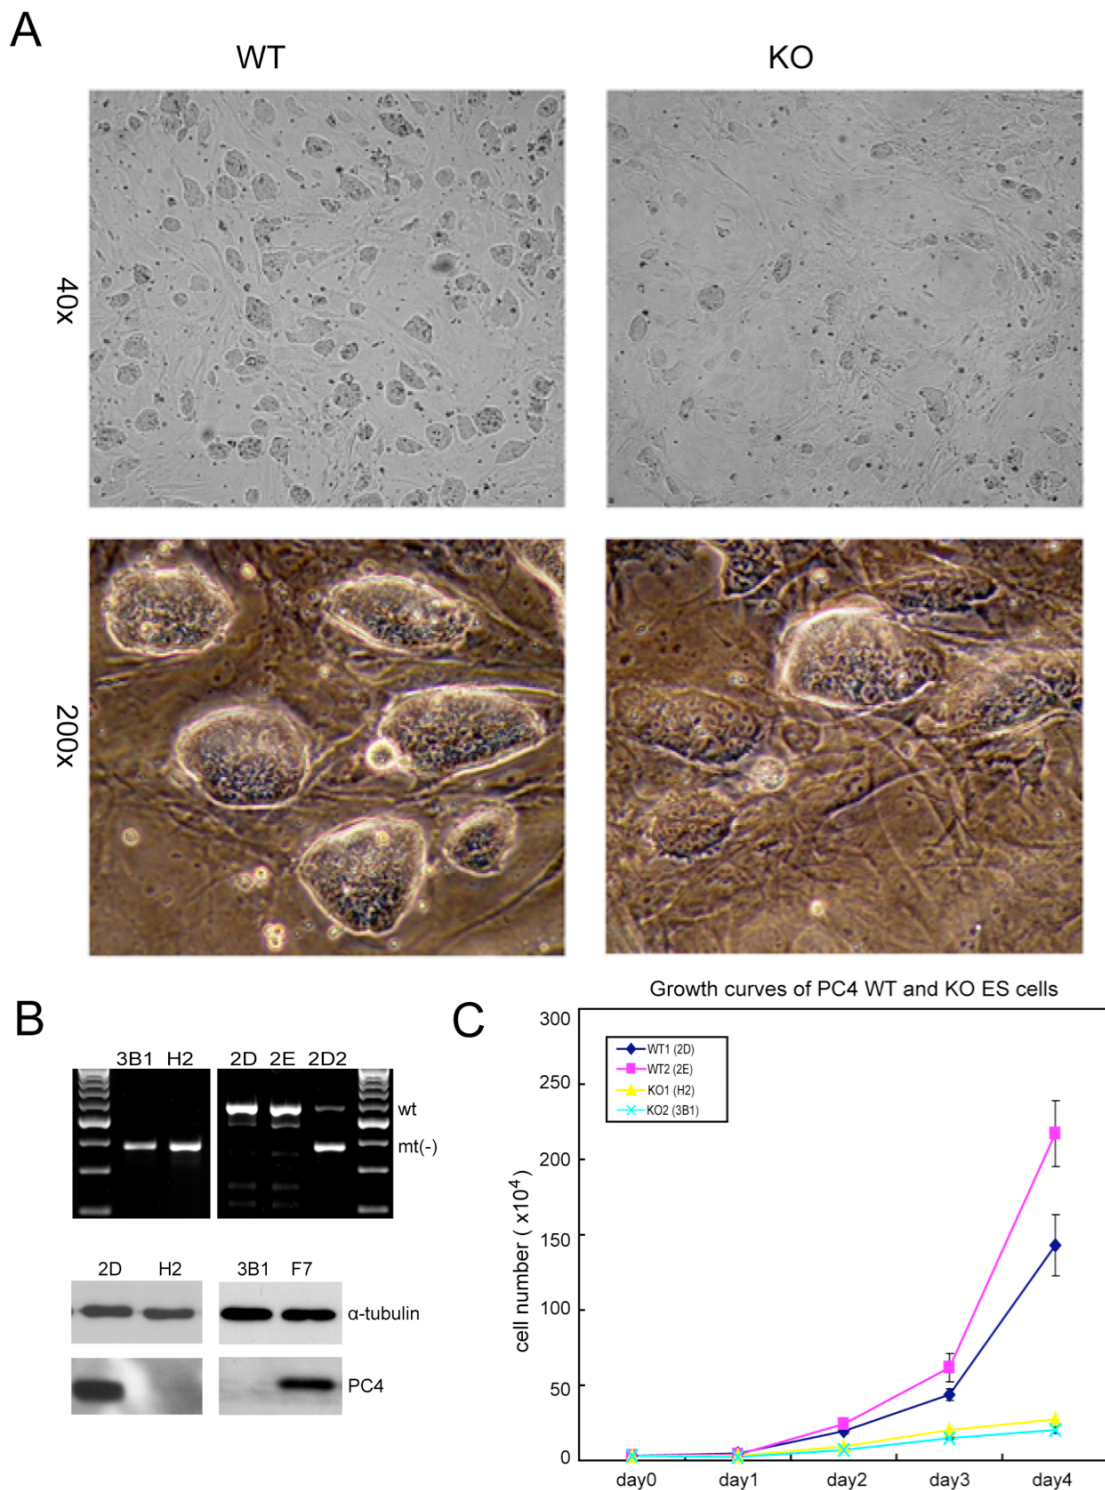 A
WT KO
40x
200x
B
3B1 H2 2D 2E 2D2
wt
mt(-)
2D H2 3B1 F7
α-tubulin
PC4
C
Growth curves of PC4 WT and KO ES cells
WT1 (2D)
WT2 (2E)
KO1 (H2)
KO2 (3B1)
cell number ( x10⁴)
300
250
200
150
100
50
0
day0 day1 day2 day3 day4